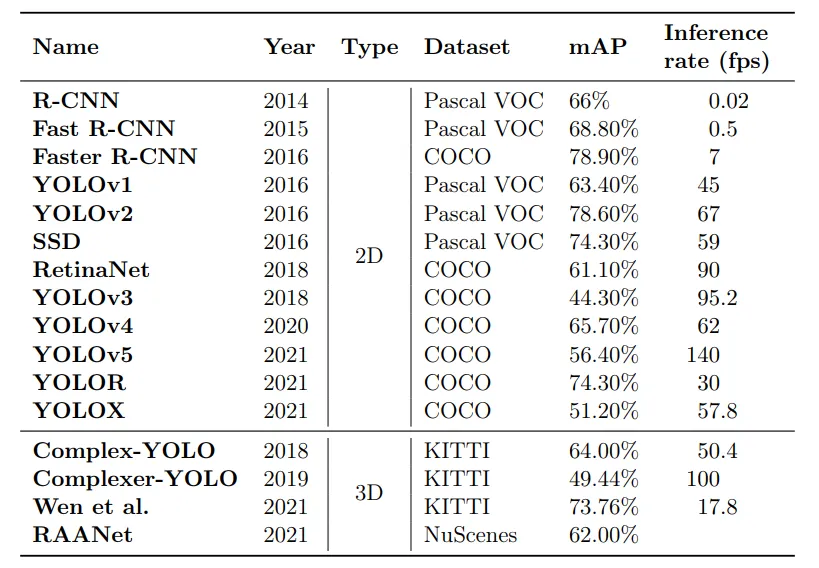 Name Year Type Dataset mAP Inference rate (fps)
R-CNN 2014 2D Pascal VOC 66% 0.02
Fast R-CNN 2015 Pascal VOC 68.80% 0.5
Faster R-CNN 2016 COCO 78.90% 7
YOLOv1 2016 Pascal VOC 63.40% 45
YOLOv2 2016 Pascal VOC 78.60% 67
SSD 2016 Pascal VOC 74.30% 59
RetinaNet 2018 COCO 61.10% 90
YOLOv3 2018 COCO 44.30% 95.2
YOLOv4 2020 COCO 65.70% 62
YOLOv5 2021 COCO 56.40% 140
YOLOR 2021 COCO 74.30% 30
YOLOX 2021 COCO 51.20% 57.8
Complex-YOLO 2018 3D KITTI 64.00% 50.4
Complexer-YOLO 2019 KITTI 49.44% 100
Wen et al. 2021 KITTI 73.76% 17.8
RAANet 2021 NuScenes 62.00%